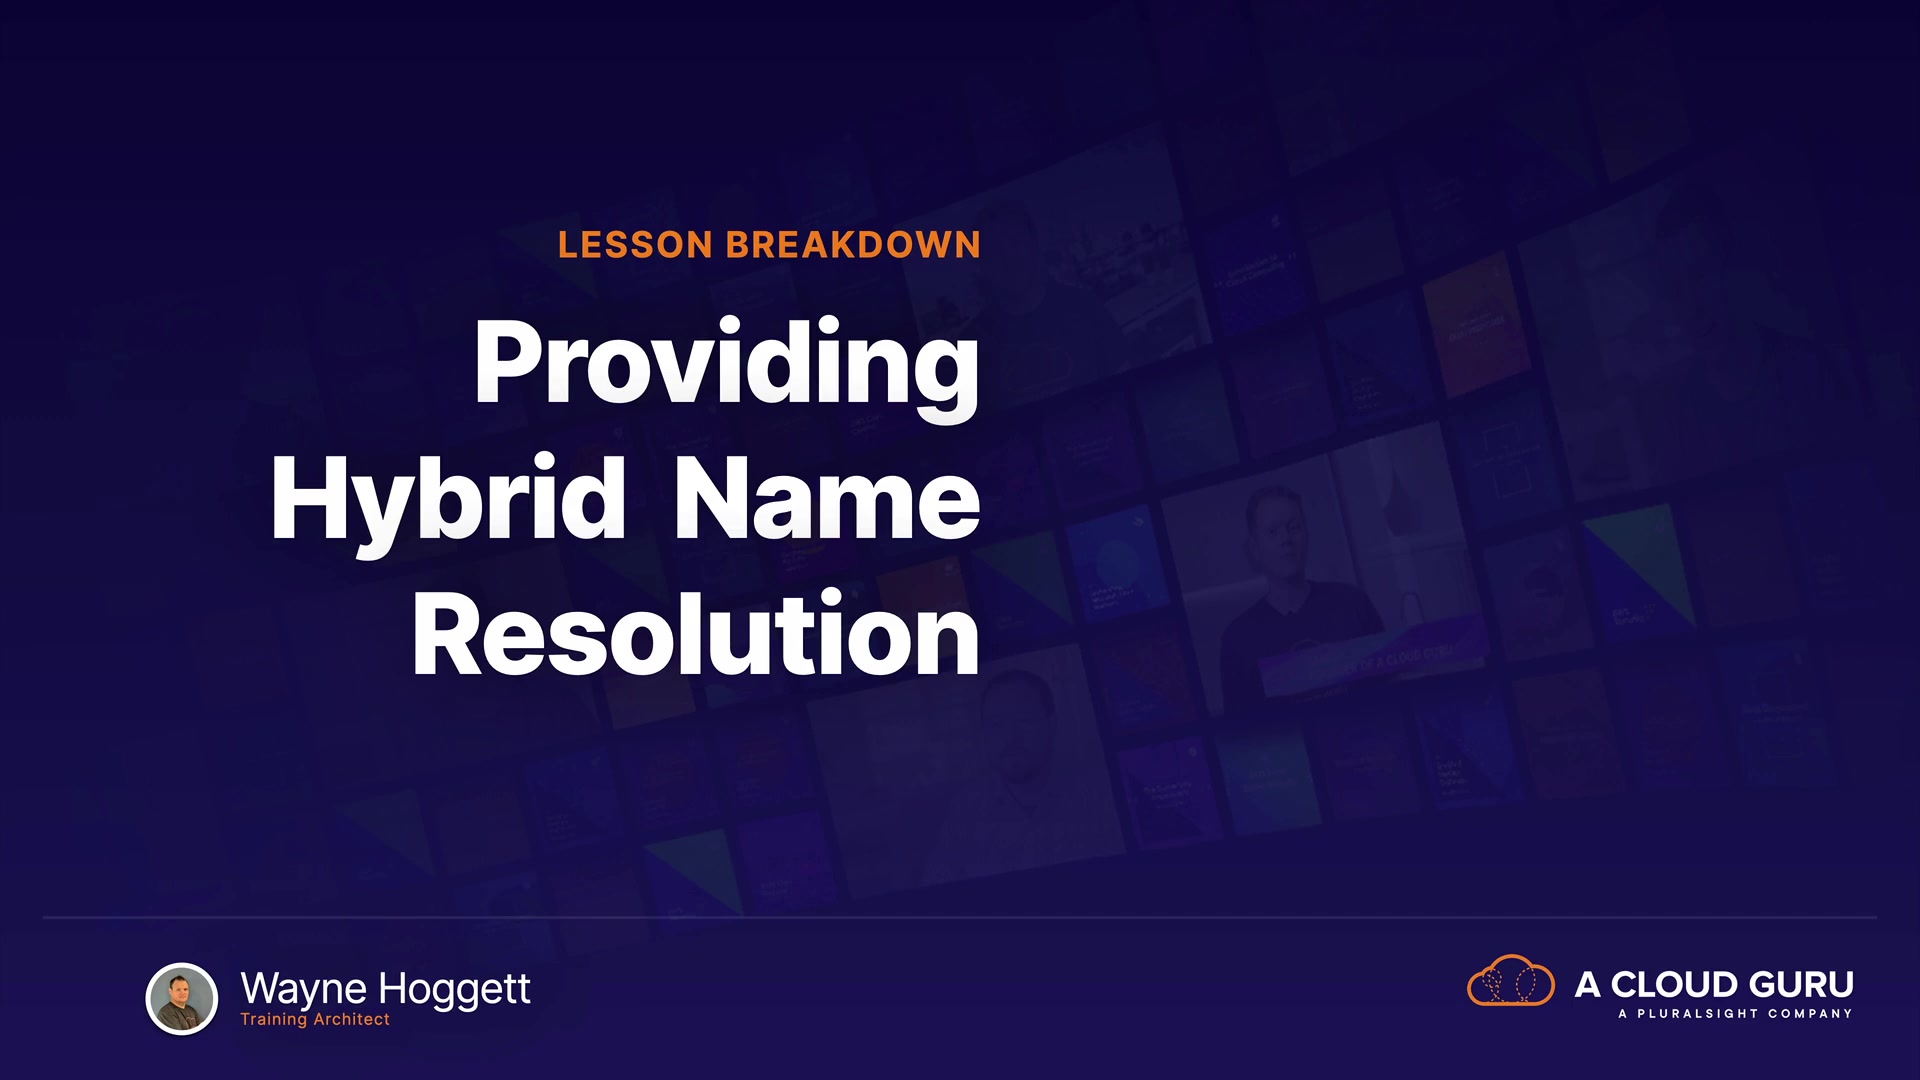 LESSON BREAKDOWN
Providing
Hybrid Name
Resolution
Wayne Hoggett
Training Architect
A CLOUD GURU
A PLURALSIGHT COMPANY